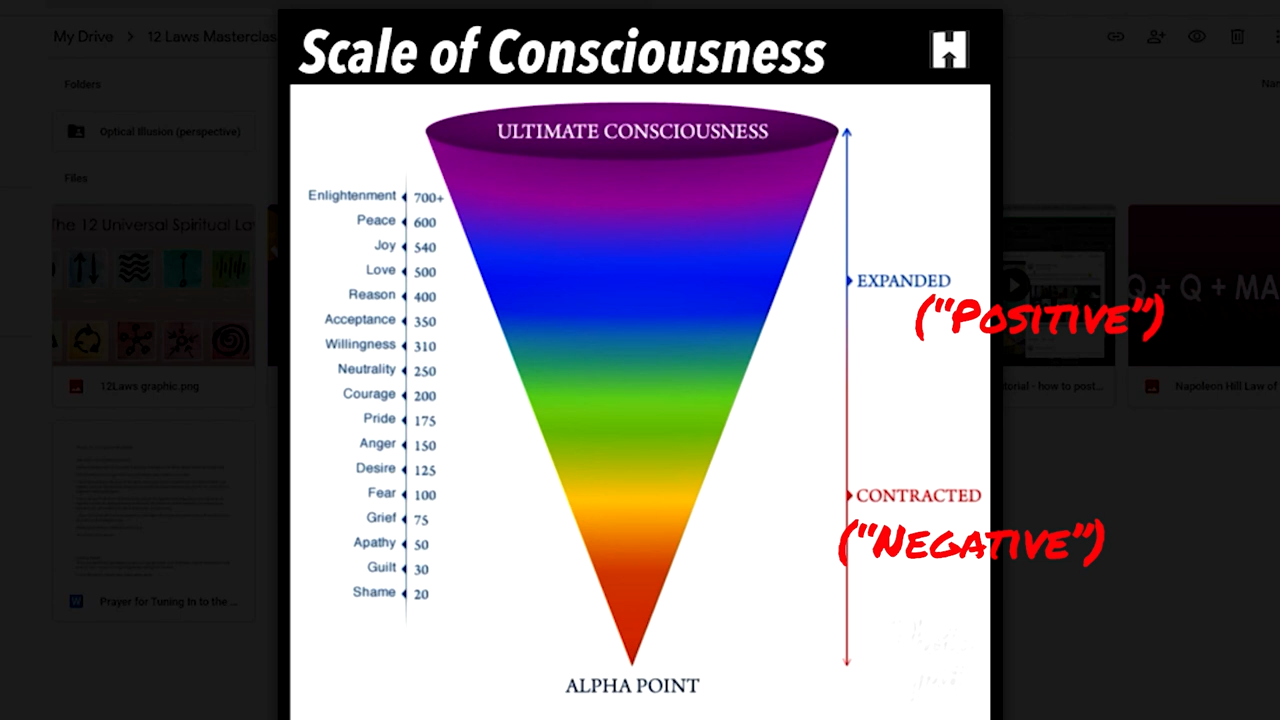 Scale of Consciousness
My Drive > 12 Laws Masterclas
Folders
Optical Illusion (perspective)
Files
The 12 Universal Spiritual La
12Laws graphic.png
Prayer for Tuning In to the ...
ULTIMATE CONSCIOUSNESS
Enlightenment 700+
Peace 600
Joy 540
Love 500
Reason 400
Acceptance 350
Willingness 310
Neutrality 250
Courage 200
Pride 175
Anger 150
Desire 125
Fear 100
Grief 75
Apathy 50
Guilt 30
Shame 20
ALPHA POINT
EXPANDED
("POSITIVE")
CONTRACTED
("NEGATIVE")
Na
Q + Q + MA
torial - how to post...
Napoleon Hill Law of